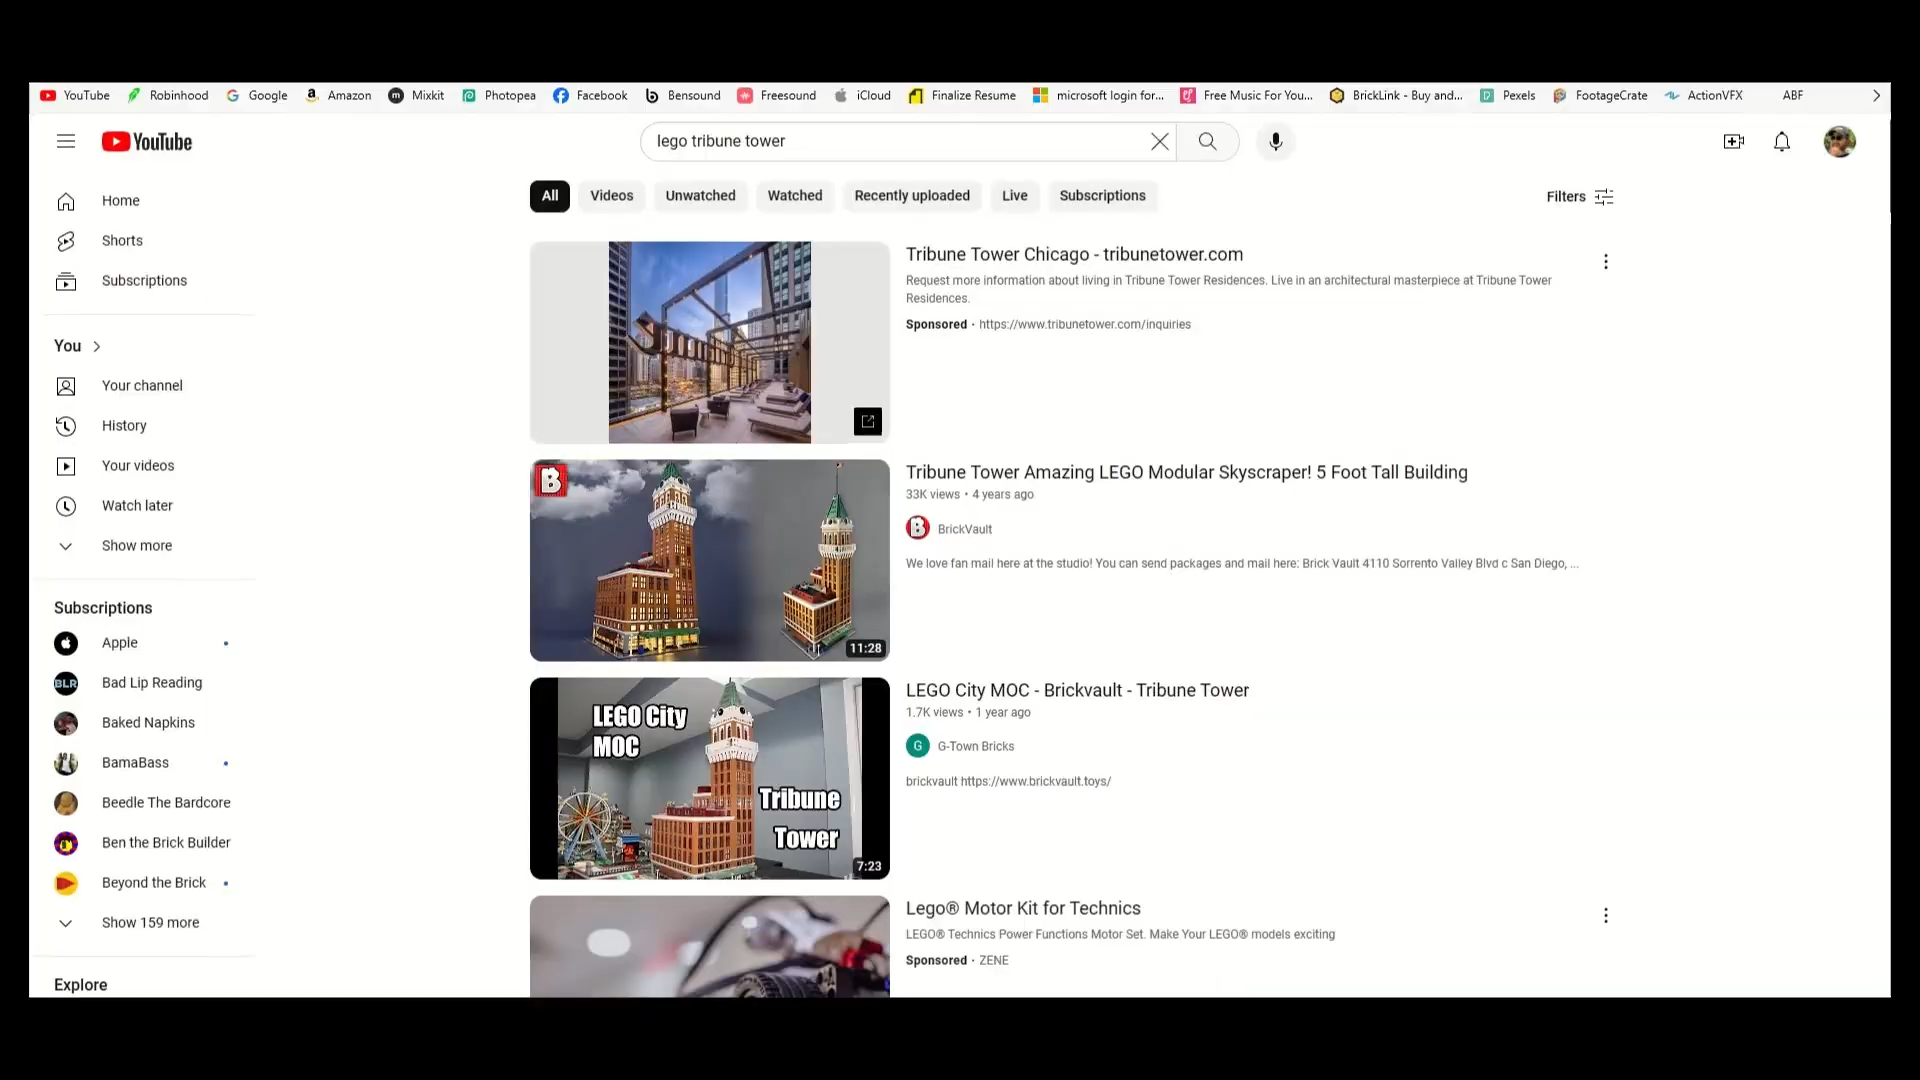 YouTube Robinhood Google Amazon Mixkit Photopea Facebook Bensound Freesound iCloud Finalize Resume microsoft login for... Free Music For You... BrickLink - Buy and... Pexels FootageCrate ActionVFX ABF
YouTube
lego tribune tower
All Videos Unwatched Watched Recently uploaded Live Subscriptions Filters
Home
Shorts
Subscriptions
You
Your channel
History
Your videos
Watch later
Show more
Subscriptions
Apple
BLR Bad Lip Reading
Baked Napkins
BamaBass
Beedle The Bardcore
Ben the Brick Builder
Beyond the Brick
Show 159 more
Explore
Tribune Tower Chicago - tribunetower.com
Request more information about living in Tribune Tower Residences. Live in an architectural masterpiece at Tribune Tower
Residences.
Sponsored · https://www.tribunetower.com/inquiries
B
11:28
Tribune Tower Amazing LEGO Modular Skyscraper! 5 Foot Tall Building
33K views • 4 years ago
B BrickVault
We love fan mail here at the studio! You can send packages and mail here: Brick Vault 4110 Sorrento Valley Blvd c San Diego, ...
LEGO City
MOC
Tribune
Tower
7:23
LEGO City MOC - Brickvault - Tribune Tower
1.7K views • 1 year ago
G G-Town Bricks
brickvault https://www.brickvault.toys/
Lego® Motor Kit for Technics
LEGO® Technics Power Functions Motor Set. Make Your LEGO® models exciting
Sponsored · ZENE